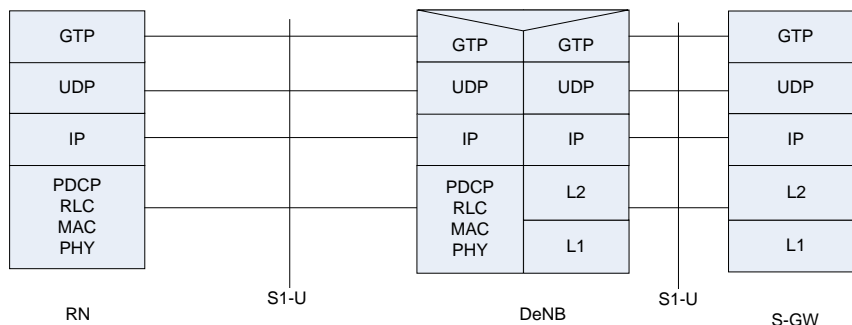 GTP
UDP
IP
PDCP
RLC
MAC
PHY
RN
S1-U
GTP
GTP
UDP
UDP
IP
IP
PDCP
RLC
MAC
PHY
L2
L1
DeNB
S1-U
GTP
UDP
IP
L2
L1
S-GW